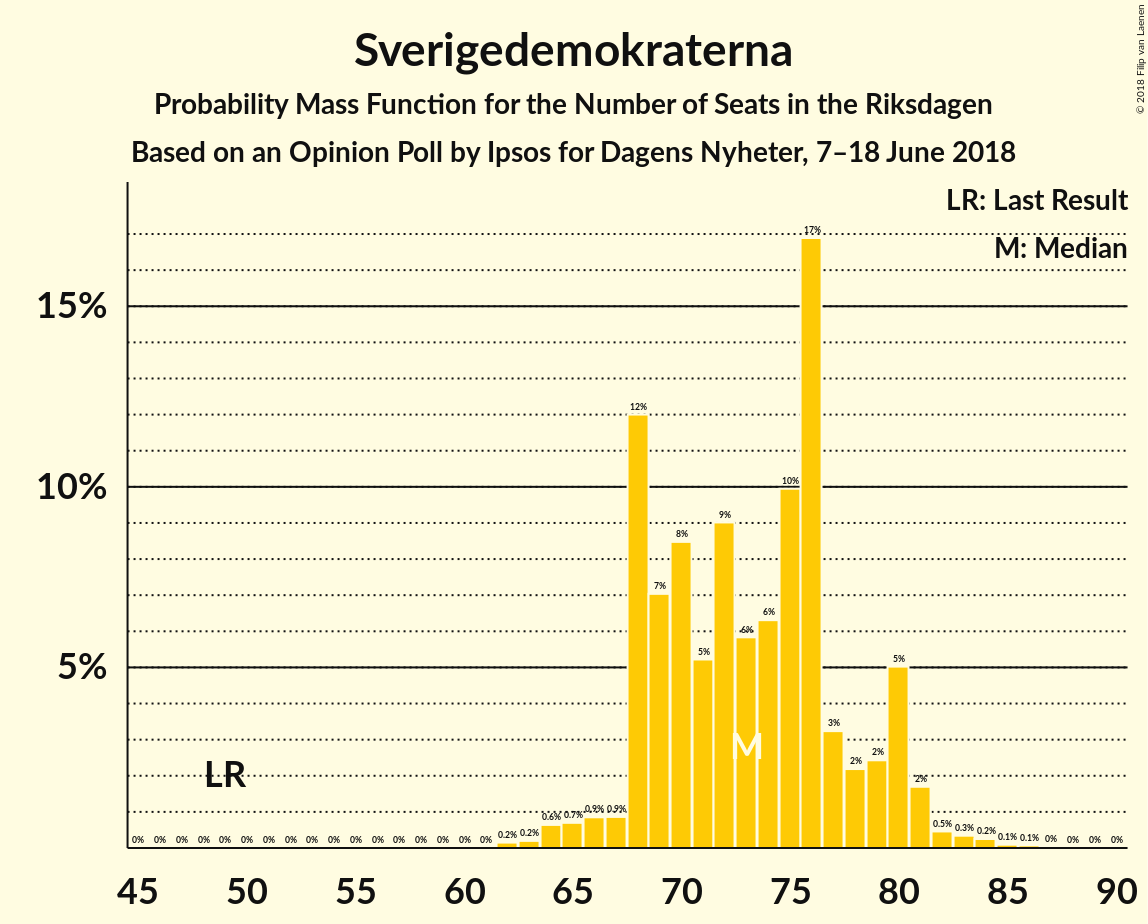 Sverigedemokraterna
Probability Mass Function for the Number of Seats in the Riksdagen
Based on an Opinion Poll by Ipsos for Dagens Nyheter, 7–18 June 2018
© 2018 Filip van Laenen
LR: Last Result
M: Median
17%
15%
12%
10%
10%
9%
8%
7%
6%
6%
5%
5%
5%
3%
2%
2%
2%
M
LR
0% 0% 0% 0% 0% 0% 0% 0% 0% 0% 0% 0% 0% 0% 0% 0% 0% 0.2% 0.2% 0.6% 0.7% 0.9% 0.9% 0.5% 0.3% 0.2% 0.1% 0.1% 0% 0% 0% 0%
45 50 55 60 65 70 75 80 85 90